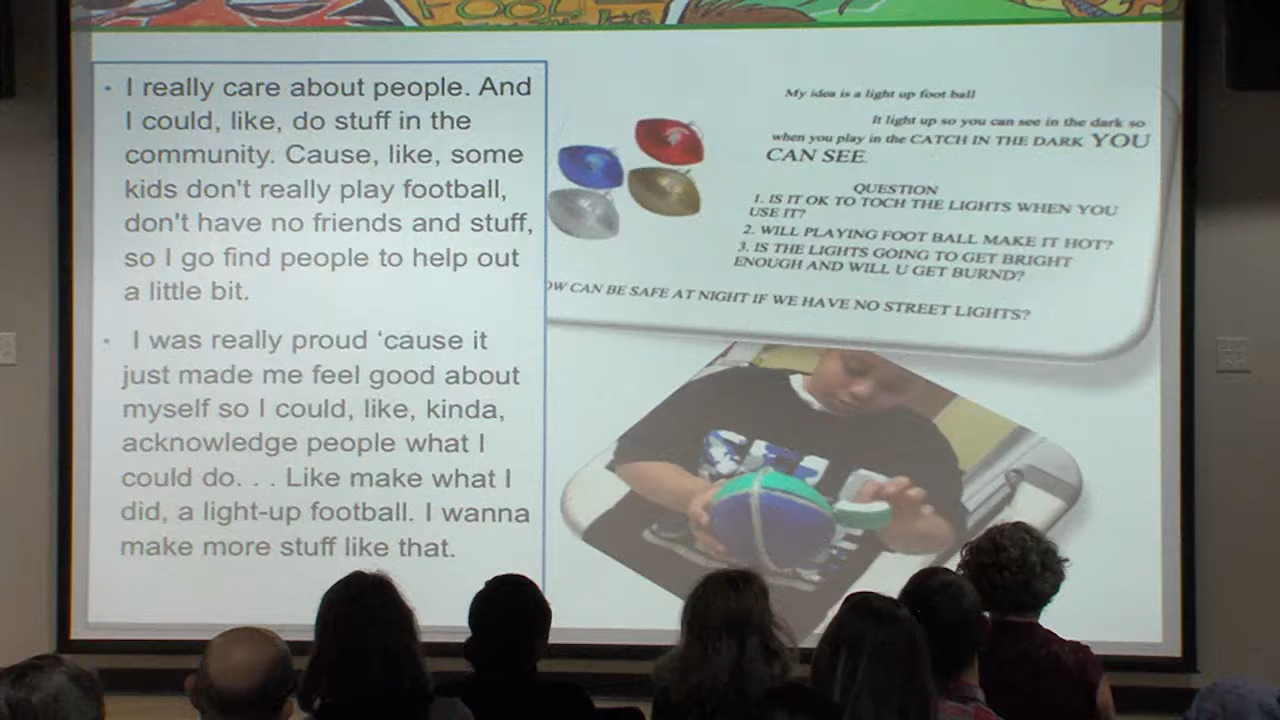 FOOL
• I really care about people. And
I could, like, do stuff in the
community. Cause, like, some
kids don't really play football,
don't have no friends and stuff,
so I go find people to help out
a little bit.
• I was really proud ‘cause it
just made me feel good about
myself so I could, like, kinda,
acknowledge people what I
could do. . . Like make what I
did, a light-up football. I wanna
make more stuff like that.
My idea is a light up foot ball
It light up so you can see in the dark so
when you play in the CATCH IN THE DARK YOU
CAN SEE.
QUESTION
1. IS IT OK TO TOCH THE LIGHTS WHEN YOU
USE IT?
2. WILL PLAYING FOOT BALL MAKE IT HOT?
3. IS THE LIGHTS GOING TO GET BRIGHT
ENOUGH AND WILL U GET BURND?
OW CAN BE SAFE AT NIGHT IF WE HAVE NO STREET LIGHTS?